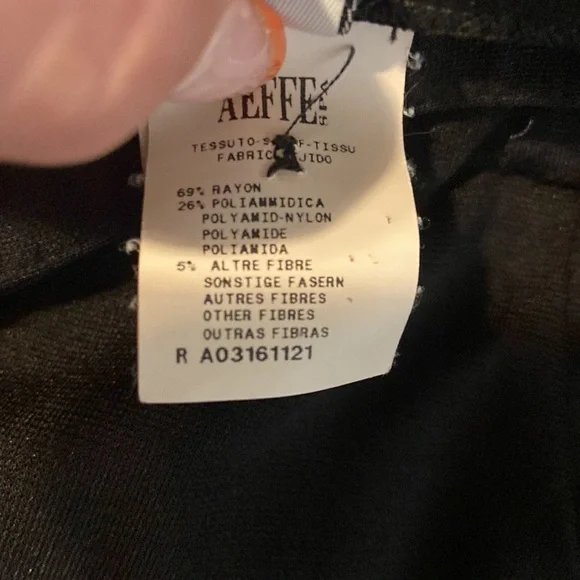 AEFFE SPA
TESSUTO-S F-TISSU
FABRIC JIDO
69% RAYON
26% POLIAMMIDICA
POLYAMID-NYLON
POLYAMIDE
POLIAMIDA
5% ALTRE FIBRE
SONSTIGE FASERN
AUTRES FIBRES
OTHER FIBRES
OUTRAS FIBRAS
R A03161121